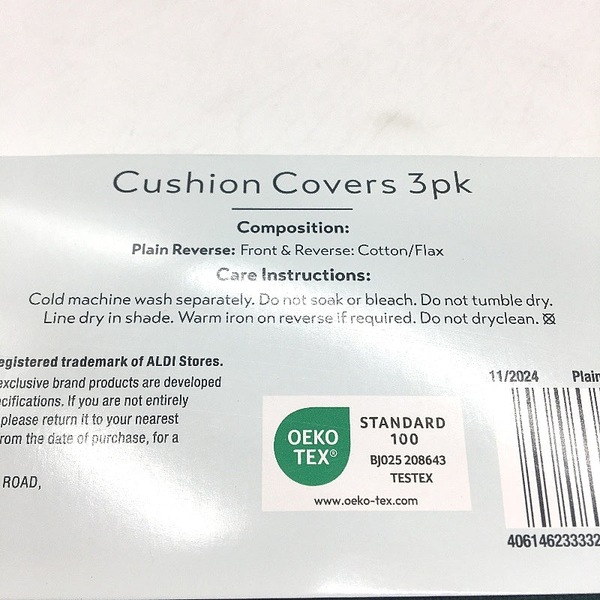 Cushion Covers 3pk
Composition:
Plain Reverse: Front & Reverse: Cotton/Flax
Care Instructions:
Cold machine wash separately. Do not soak or bleach. Do not tumble dry.
Line dry in shade. Warm iron on reverse if required. Do not dryclean.
egistered trademark of ALDI Stores.
exclusive brand products are developed
cifications. If you are not entirely
please return it to your nearest
rom the date of purchase, for a
ROAD,
OEKO
TEX®
STANDARD
100
BJ025 208643
TESTEX
www.oeko-tex.com
11/2024 Plain
4061462333332